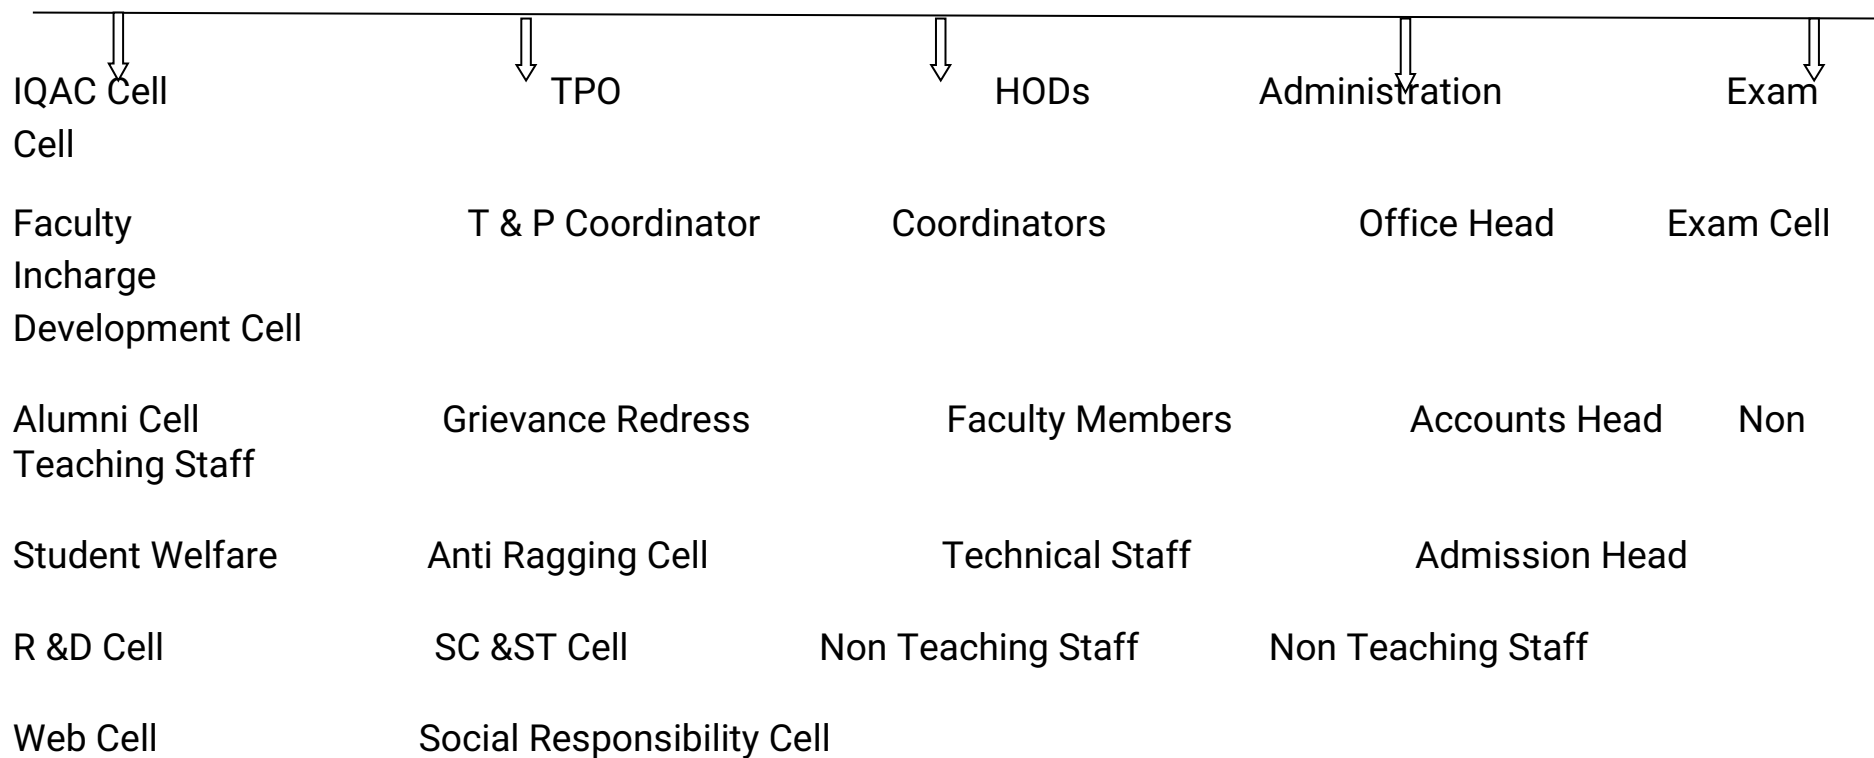 IQAC Cell TPO HODs Administration Exam
Cell
Faculty T & P Coordinator Coordinators Office Head Exam Cell
Incharge
Development Cell
Alumni Cell Grievance Redress Faculty Members Accounts Head Non
Teaching Staff
Student Welfare Anti Ragging Cell Technical Staff Admission Head
R &D Cell SC &ST Cell Non Teaching Staff Non Teaching Staff
Web Cell Social Responsibility Cell